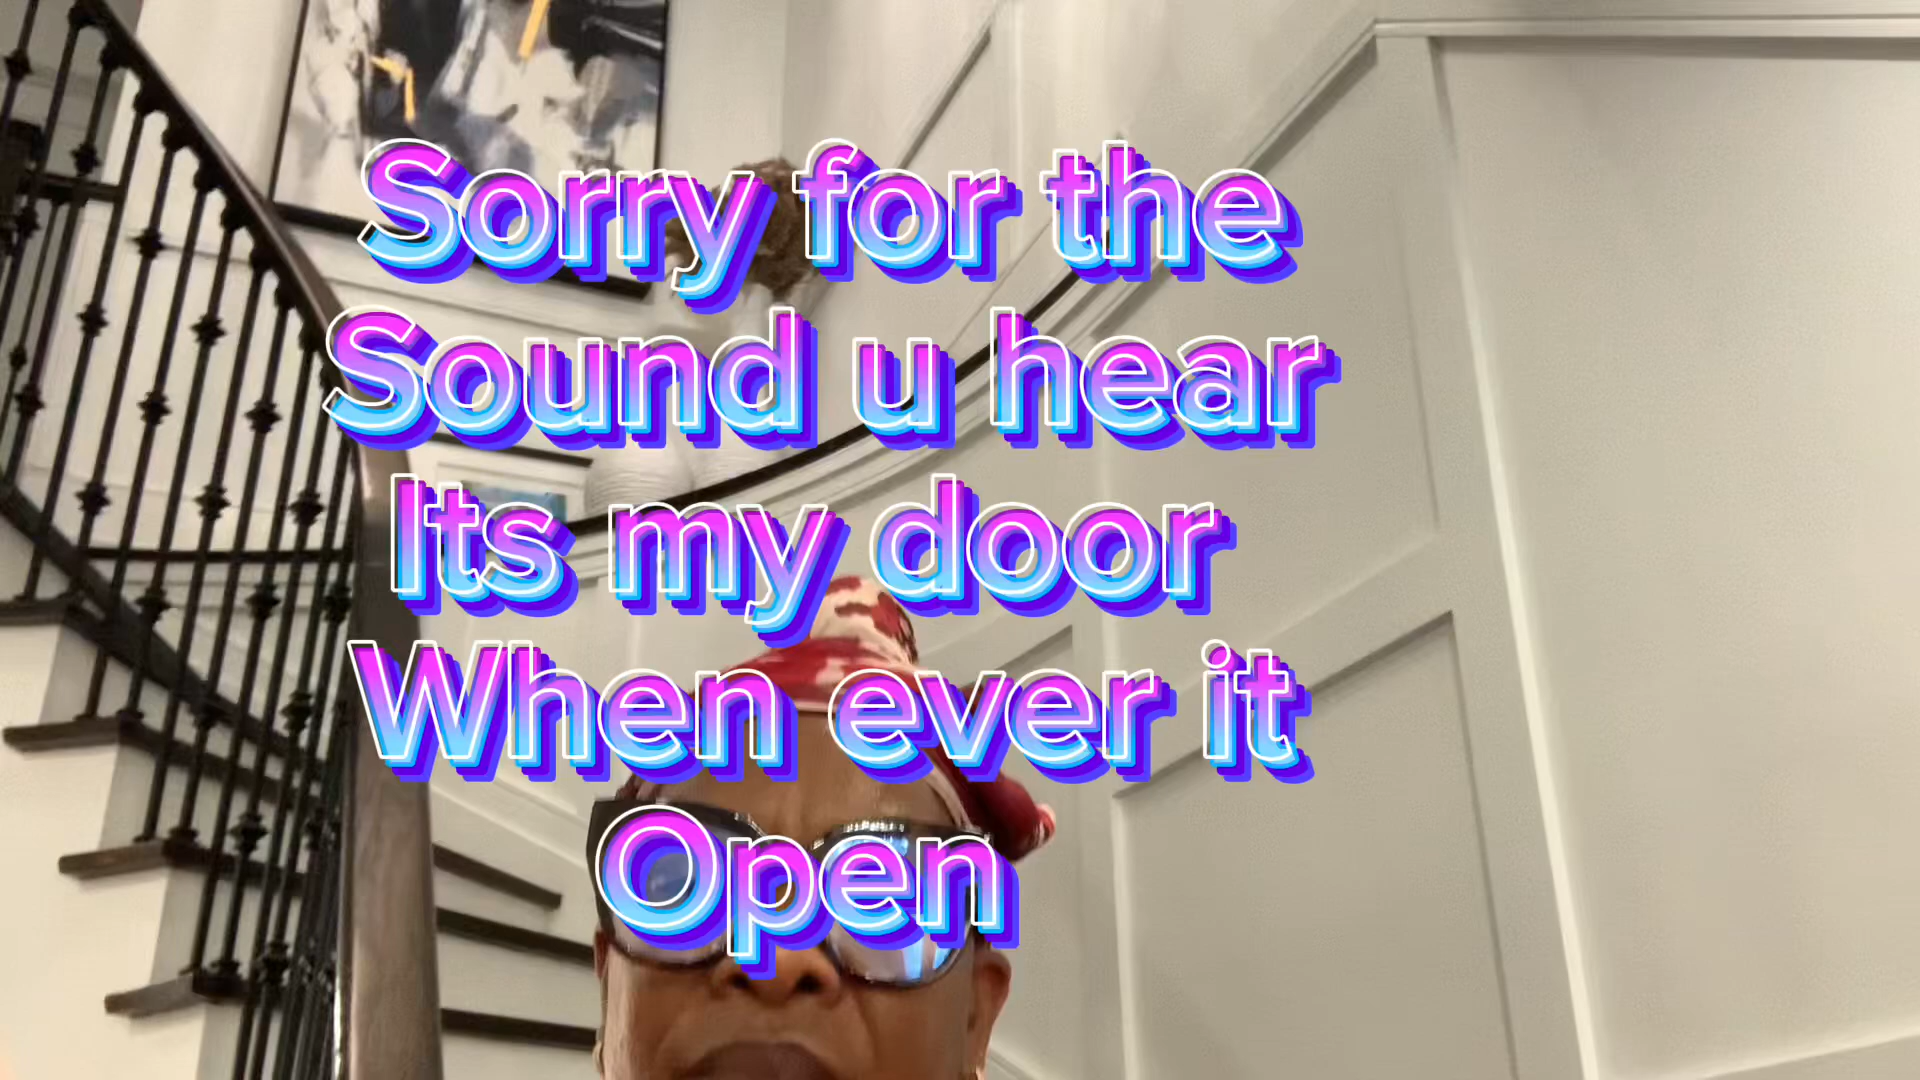 Sorry for the
Sound u hear
Its my door
When ever it
Open